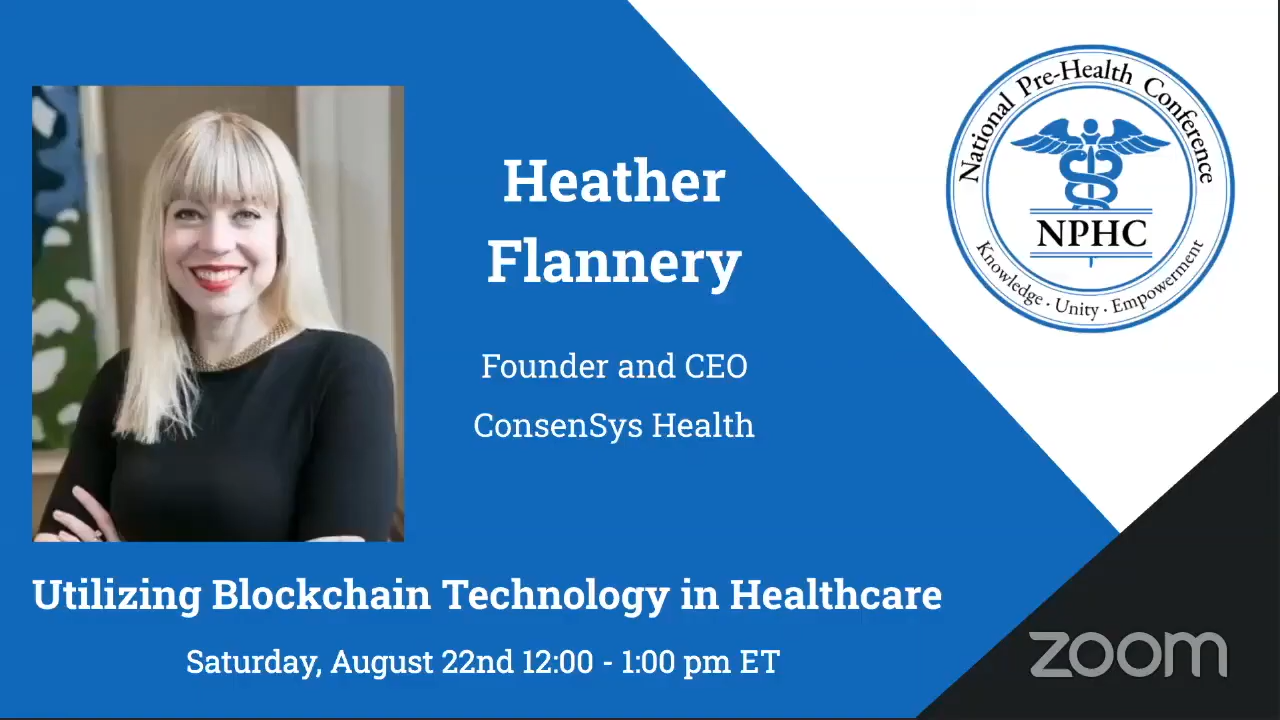 Heather
Flannery
Founder and CEO
ConsenSys Health
Utilizing Blockchain Technology in Healthcare
Saturday, August 22nd 12:00 - 1:00 pm ET
National Pre-Health Conference
NPHC
Knowledge · Unity · Empowerment
zoom